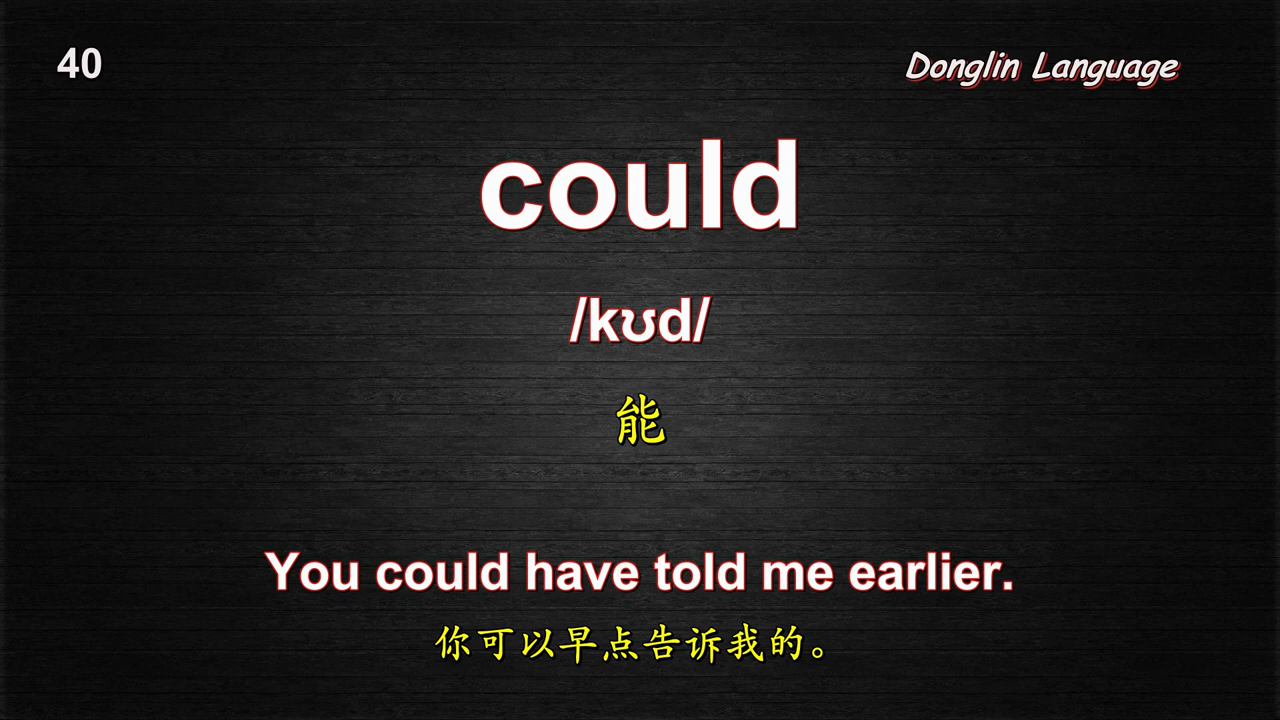 40
Donglin Language
could
/kʊd/
能
You could have told me earlier.
你可以早点告诉我的。